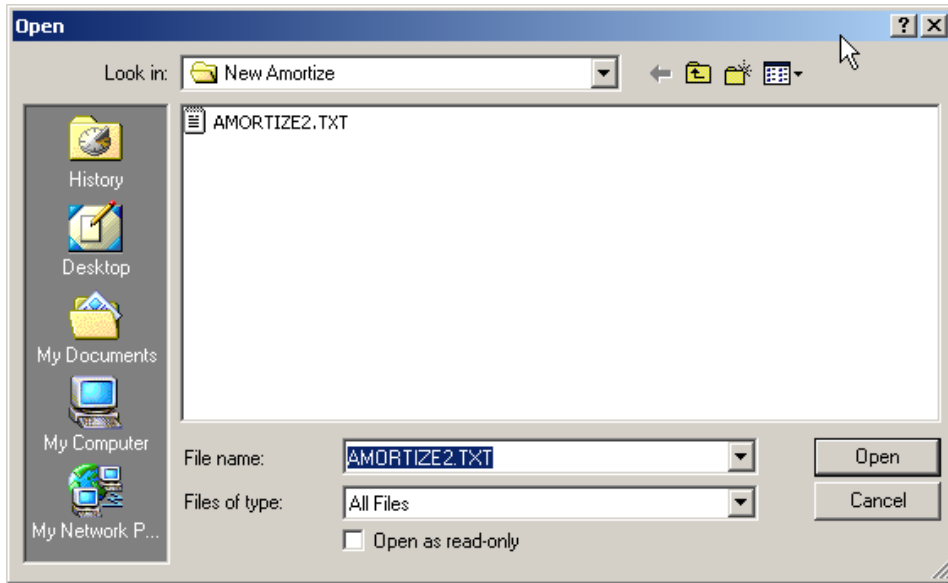 Open
Look in: New Amortize
AMORTIZE2.TXT
History
Desktop
My Documents
My Computer
My Network P...
File name: AMORTIZE2.TXT Open
Files of type: All Files Cancel
Open as read-only